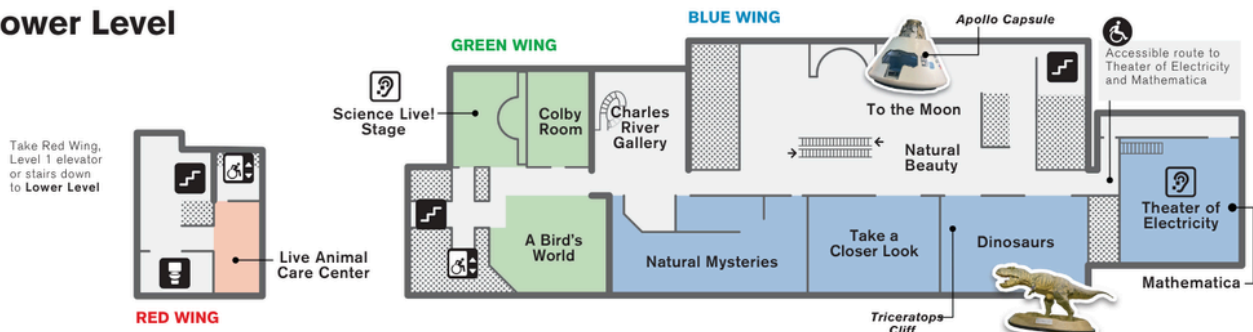 ower Level
BLUE WING
Apollo Capsule
GREEN WING
Accessible route to
Theater of Electricity
and Mathematica
Science Live!
Stage
Colby
Room
Charles
River
Gallery
To the Moon
Natural
Beauty
Take Red Wing,
Level 1 elevator
or stairs down
to Lower Level
Theater of
Electricity
A Bird's
World
Natural Mysteries
Take a
Closer Look
Dinosaurs
Live Animal
Care Center
Mathematica
RED WING
Triceratops
Cliff